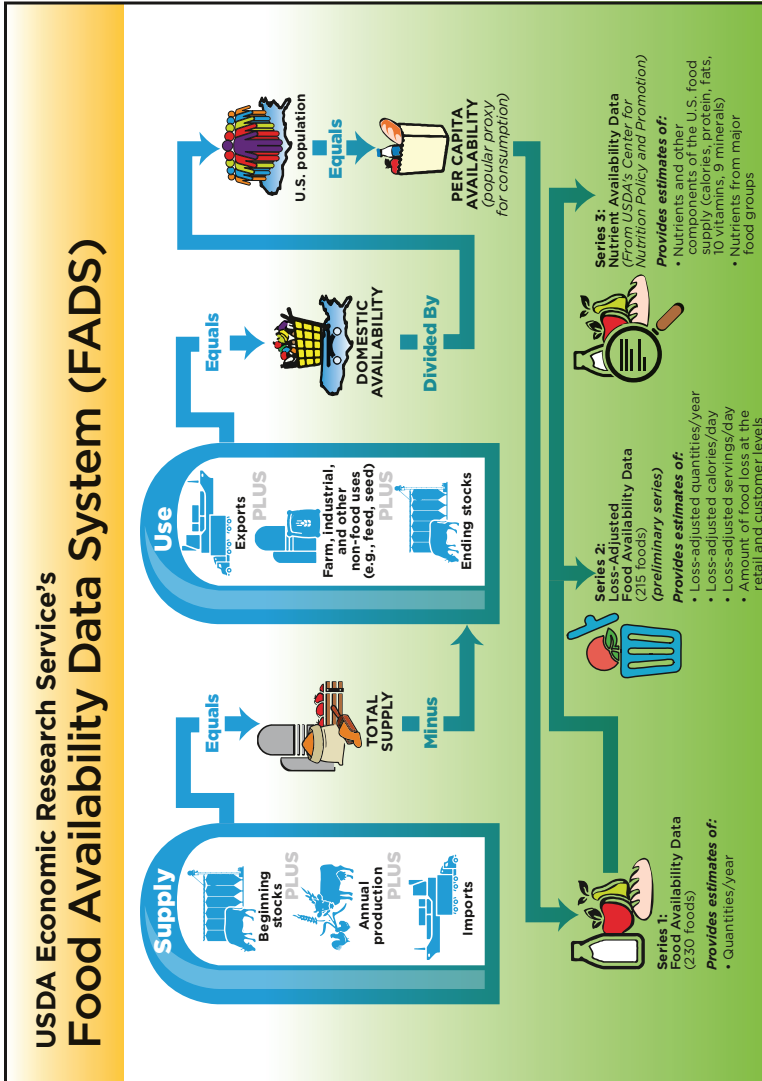 USDA Economic Research Service's
Food Availability Data System (FADS)
Supply
Beginning
stocks
PLUS
Annual
production
PLUS
Imports
Equals
TOTAL
SUPPLY
Minus
Use
Exports
PLUS
Farm, industrial,
and other
non-food uses
(e.g., feed, seed)
PLUS
Ending stocks
Equals
DOMESTIC
AVAILABILITY
Divided By
U.S. population
Equals
PER CAPITA
AVAILABILITY
(popular proxy
for consumption)
Series 1:
Food Availability Data
(230 foods)
Provides estimates of:
• Quantities/year
Series 2:
Loss-Adjusted
Food Availability Data
(215 foods)
(preliminary series)
Provides estimates of:
• Loss-adjusted quantities/year
• Loss-adjusted calories/day
• Loss-adjusted servings/day
• Amount of food loss at the
retail and customer levels
Series 3:
Nutrient Availability Data
(From USDA's Center for
Nutrition Policy and Promotion)
Provides estimates of:
• Nutrients and other
components of the U.S. food
supply (calories, protein, fats,
10 vitamins, 9 minerals)
• Nutrients from major
food groups